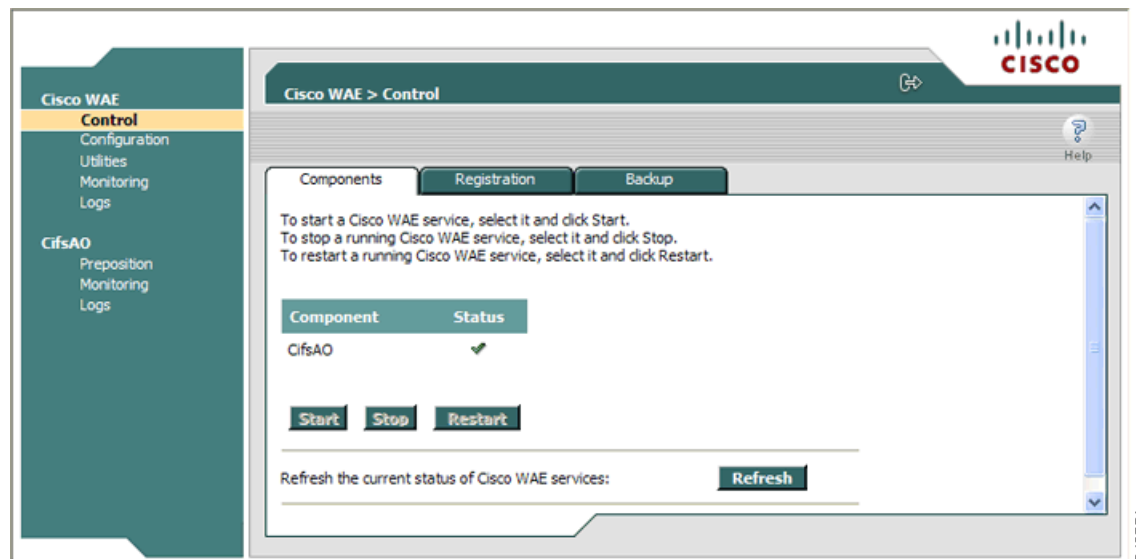 CISCO
Cisco WAE
Control
Configuration
Utilities
Monitoring
Logs
CifsAO
Preposition
Monitoring
Logs
Cisco WAE > Control
Help
Components Registration Backup
To start a Cisco WAE service, select it and click Start.
To stop a running Cisco WAE service, select it and click Stop.
To restart a running Cisco WAE service, select it and click Restart.
Component Status
CifsAO
Start Stop Restart
Refresh the current status of Cisco WAE services: Refresh